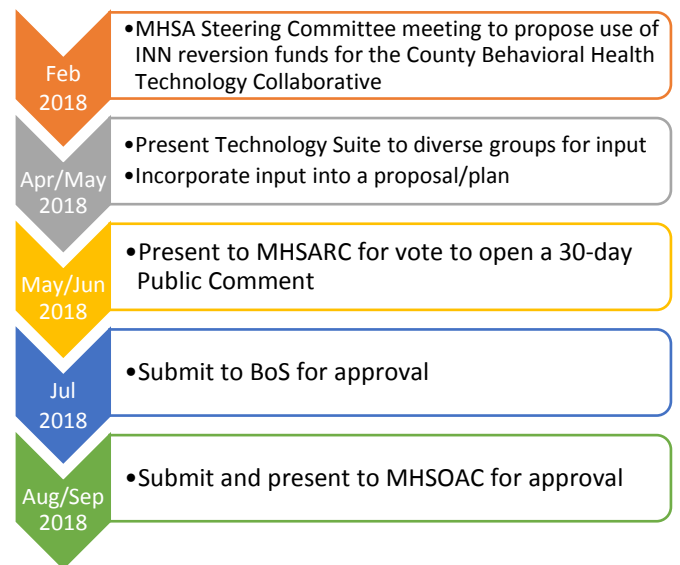 Feb
2018
•MHSA Steering Committee meeting to propose use of
INN reversion funds for the County Behavioral Health
Technology Collaborative
Apr/May
2018
•Present Technology Suite to diverse groups for input
•Incorporate input into a proposal/plan
May/Jun
2018
•Present to MHSARC for vote to open a 30-day
Public Comment
Jul
2018
•Submit to BoS for approval
Aug/Sep
2018
•Submit and present to MHSOAC for approval